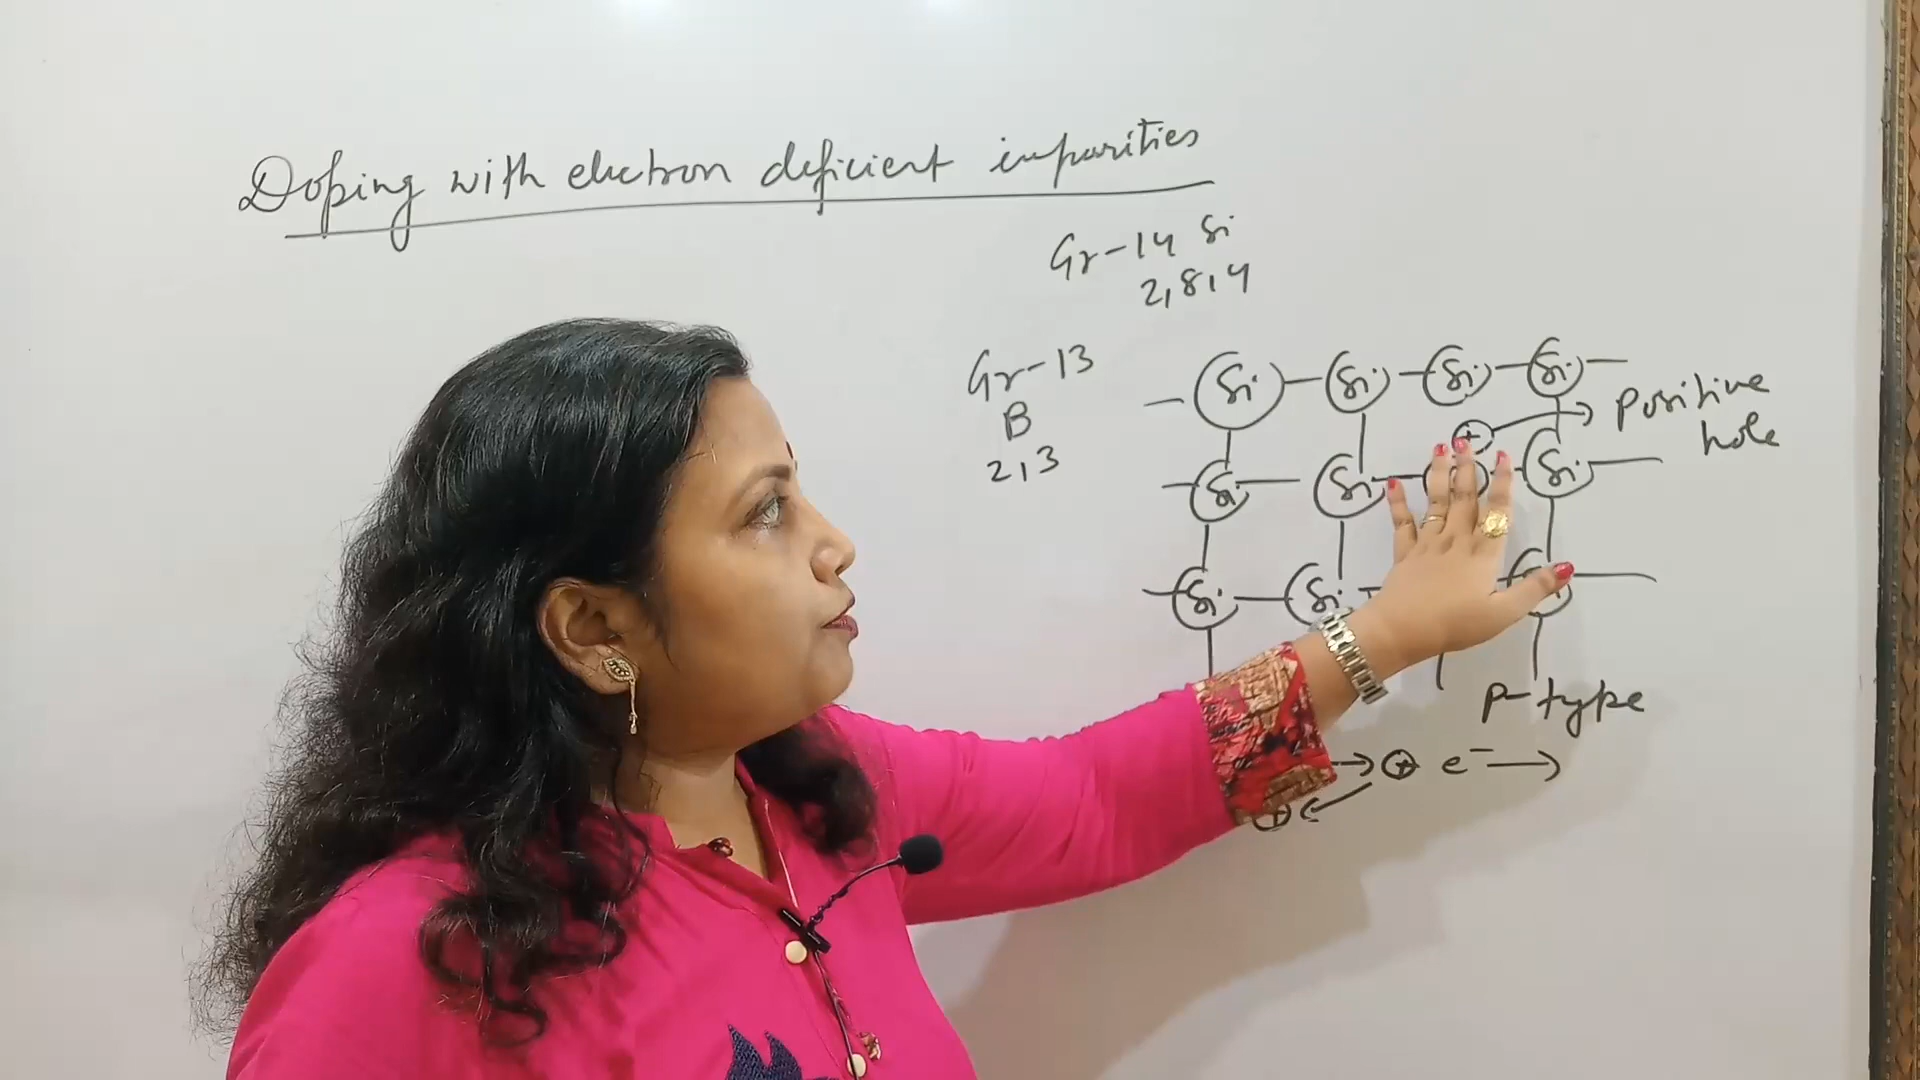 Doping with electron deficient impurities
Gr-14 Si
2,8,4
Gr-13
B
2,3
Si Si Si Si
Positive
hole
+
Si Si Si
Si Si
P-type
+ e-
+